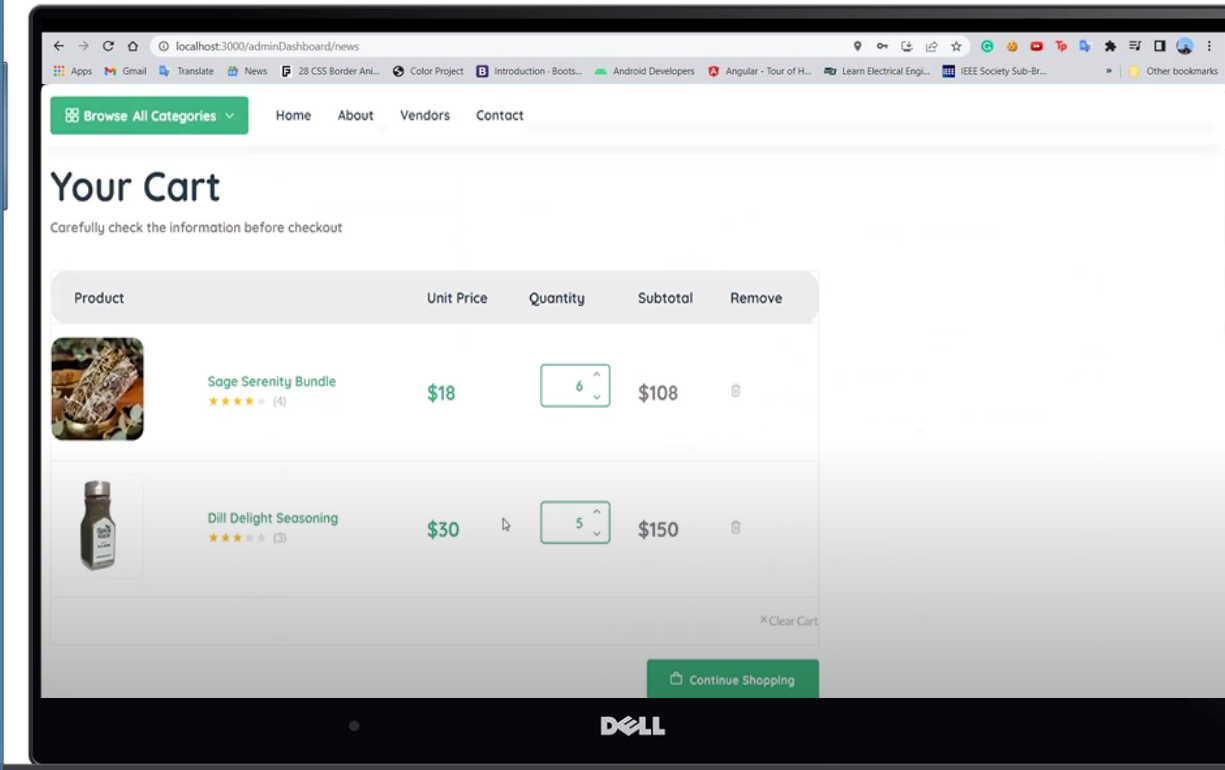 localhost:3000/adminDashboard/news
Apps Gmail Translate News 28 CSS Border Ani... Color Project B Introduction · Boots... Android Developers Angular - Tour of H... Learn Electrical Engi... IEEE Society Sub-Br... » Other bookmarks
Browse All Categories Home About Vendors Contact
Your Cart
Carefully check the information before checkout
Product Unit Price Quantity Subtotal Remove
Sage Serenity Bundle
(4)
$18 6 $108
Dill Delight Seasoning
(3)
$30 5 $150
× Clear Cart
Continue Shopping
DELL